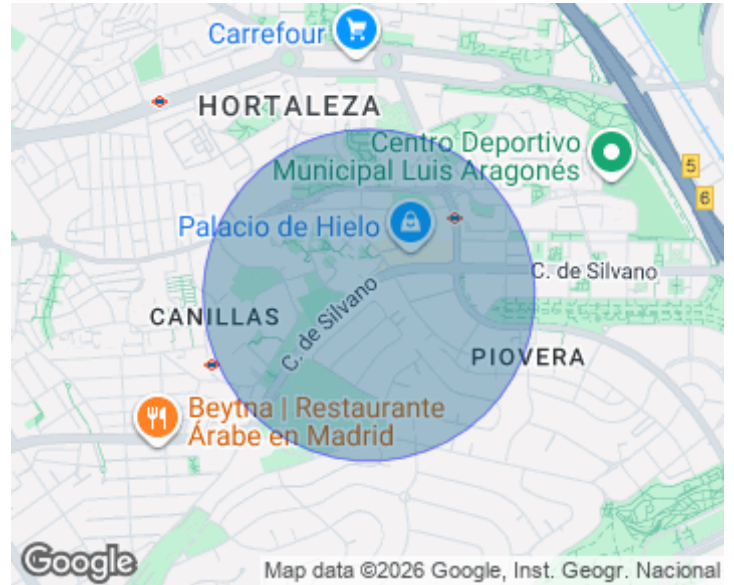 Carrefour
HORTALEZA
Centro Deportivo
Municipal Luis Aragonés
5
6
Palacio de Hielo
C. de Silvano
C. de Silvano
CANILLAS
PIOVERA
Beytna | Restaurante
Árabe en Madrid
Google
Map data ©2026 Google, Inst. Geogr. Nacional